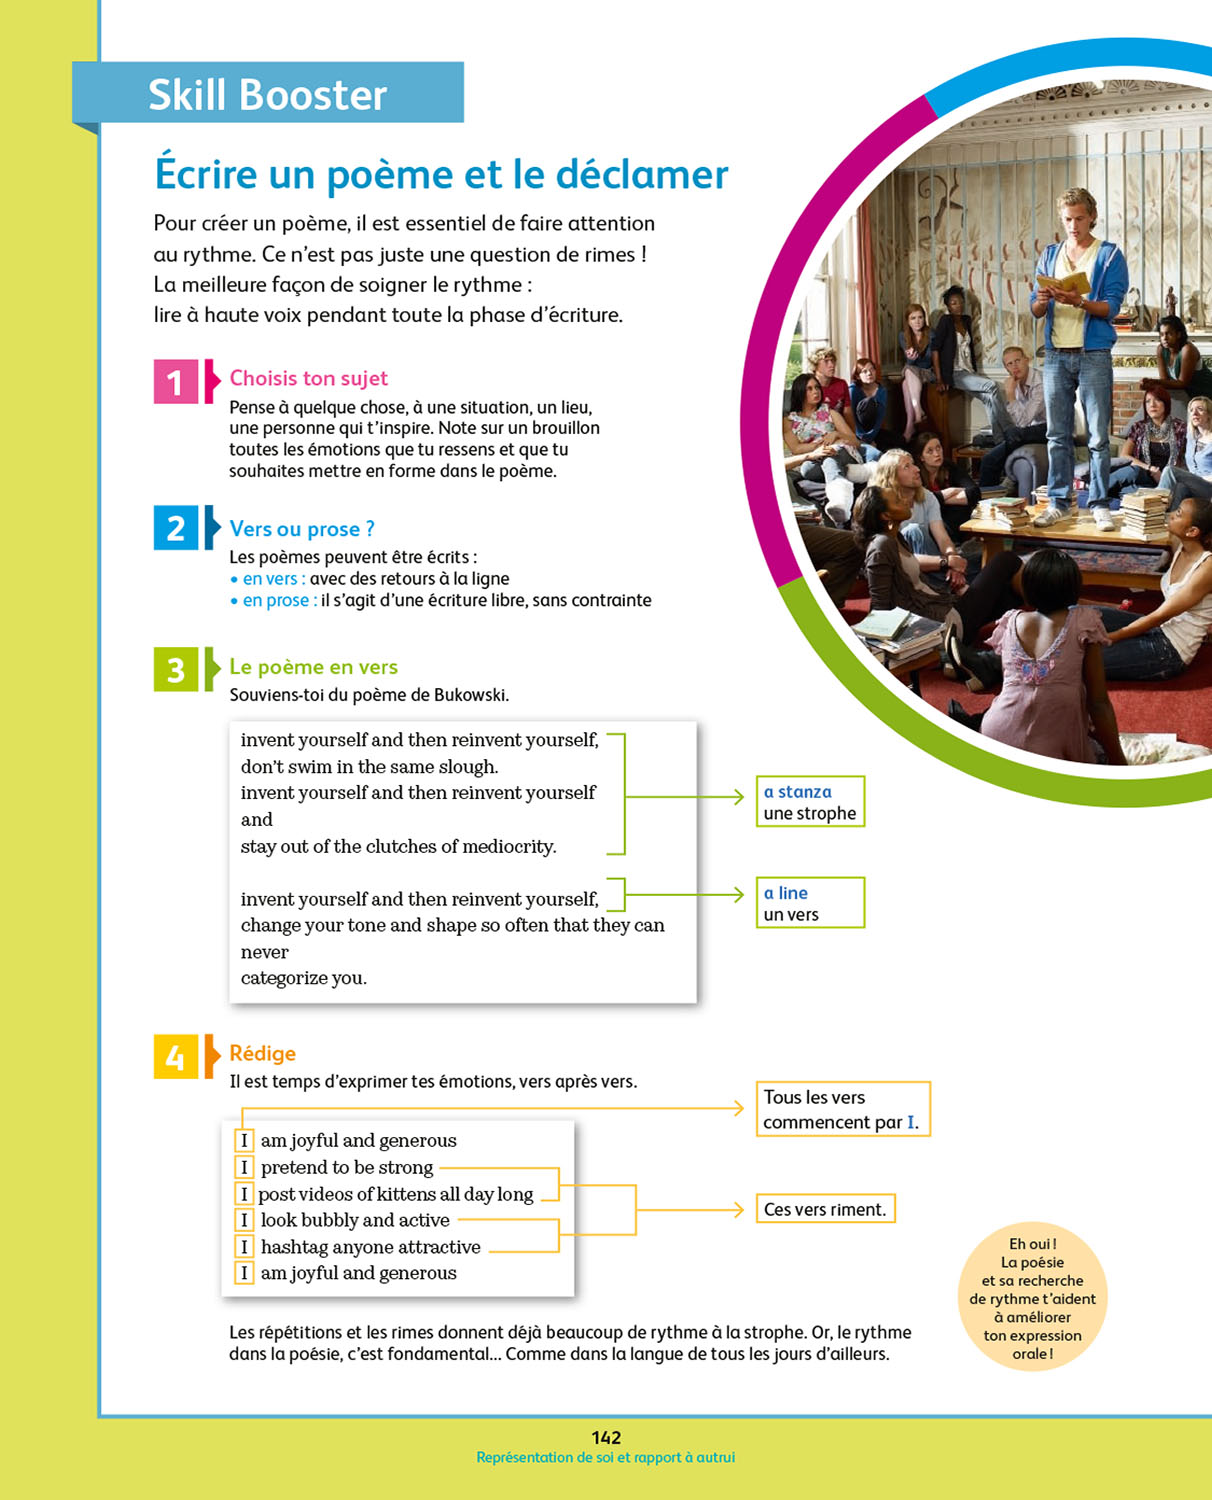 Skill Booster
Écrire un poème et le déclamer
Pour créer un poème, il est essentiel de faire attention
au rythme. Ce n'est pas juste une question de rimes !
La meilleure façon de soigner le rythme :
lire à haute voix pendant toute la phase d'écriture.
1
Choisis ton sujet
Pense à quelque chose, à une situation, un lieu,
une personne qui t'inspire. Note sur un brouillon
toutes les émotions que tu ressens et que tu
souhaites mettre en forme dans le poème.
2
Vers ou prose ?
Les poèmes peuvent être écrits :
• en vers : avec des retours à la ligne
• en prose : il s'agit d'une écriture libre, sans contrainte
3
Le poème en vers
Souviens-toi du poème de Bukowski.
invent yourself and then reinvent yourself,
don't swim in the same slough.
invent yourself and then reinvent yourself
and
stay out of the clutches of mediocrity.
a stanza
une strophe
invent yourself and then reinvent yourself,
change your tone and shape so often that they can
never
categorize you.
a line
un vers
4
Rédige
Il est temps d'exprimer tes émotions, vers après vers.
I am joyful and generous
I pretend to be strong
I post videos of kittens all day long
I look bubbly and active
I hashtag anyone attractive
I am joyful and generous
Tous les vers
commencent par I.
Ces vers riment.
Eh oui !
La poésie
et sa recherche
de rythme t'aident
à améliorer
ton expression
orale !
Les répétitions et les rimes donnent déjà beaucoup de rythme à la strophe. Or, le rythme
dans la poésie, c'est fondamental... Comme dans la langue de tous les jours d'ailleurs.
142
Représentation de soi et rapport à autrui